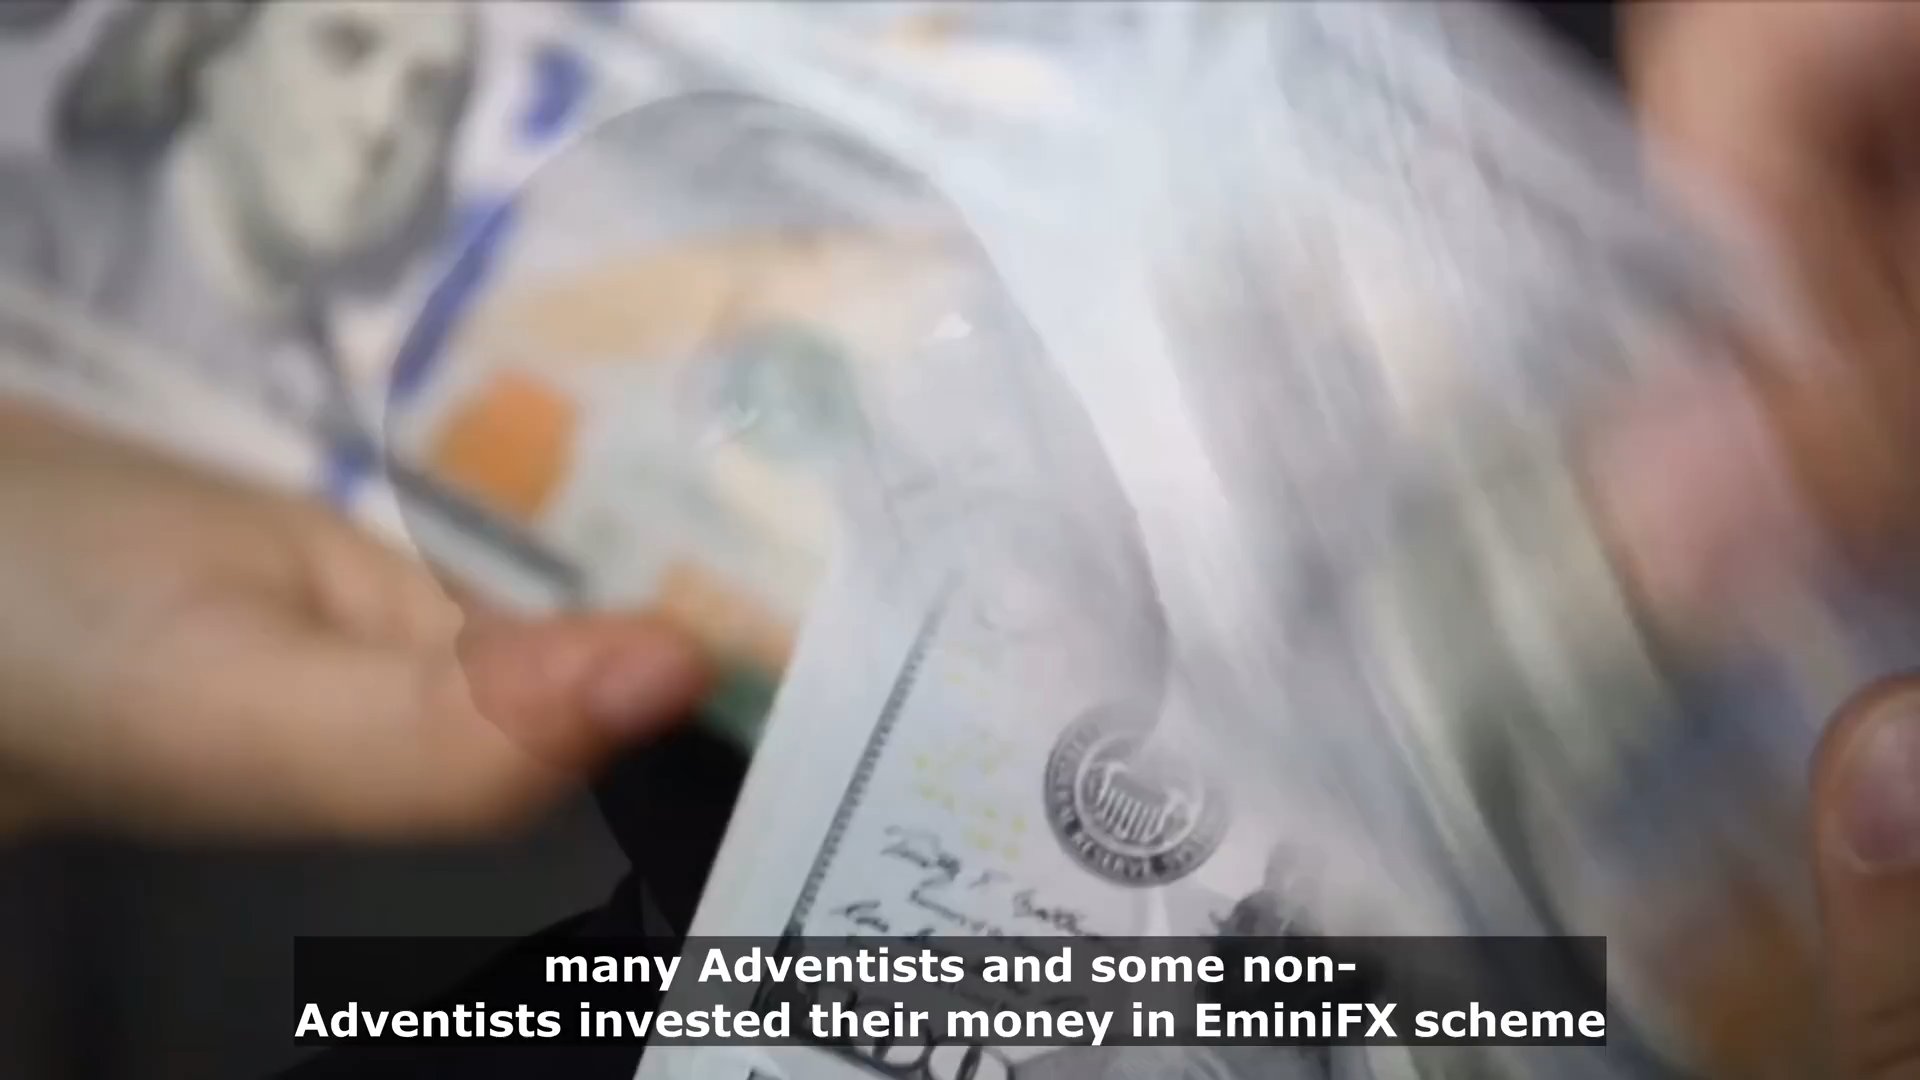 many Adventists and some non-
Adventists invested their money in EminiFX scheme